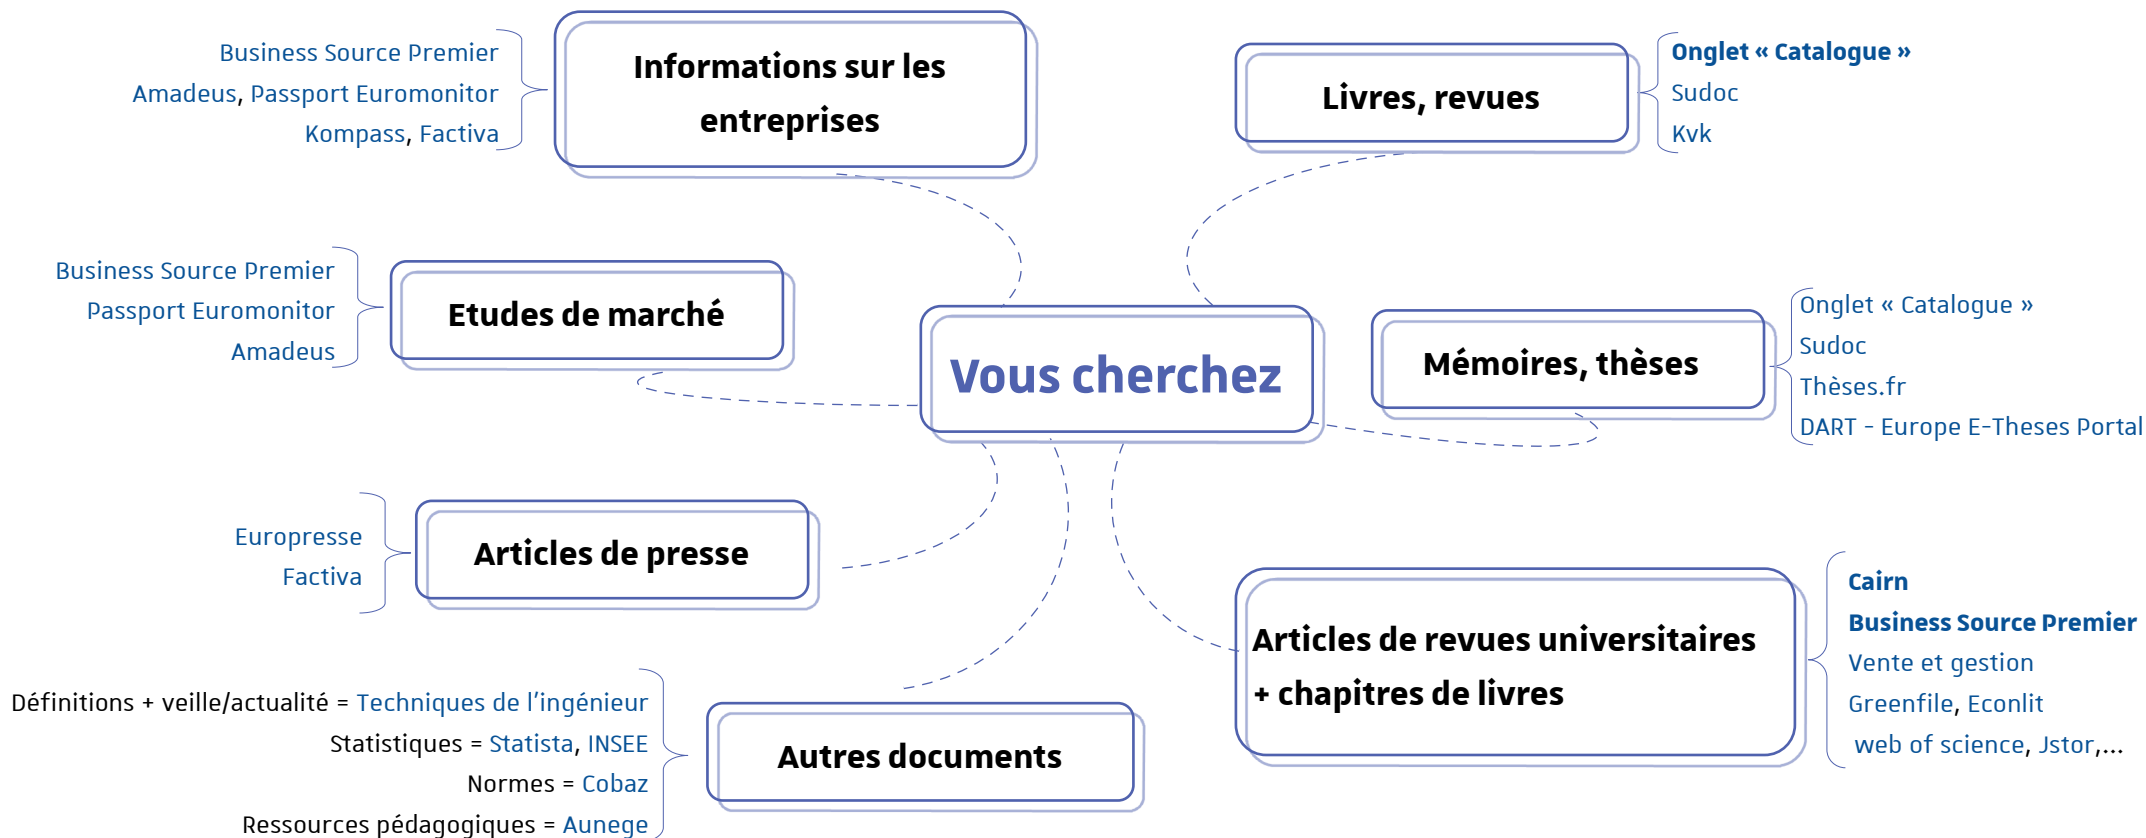 Vous cherchez
Informations sur les
entreprises
Business Source Premier
Amadeus, Passport Euromonitor
Kompass, Factiva
Livres, revues
Onglet « Catalogue »
Sudoc
Kvk
Etudes de marché
Business Source Premier
Passport Euromonitor
Amadeus
Mémoires, thèses
Onglet « Catalogue »
Sudoc
Thèses.fr
DART - Europe E-Theses Portal
Articles de presse
Europresse
Factiva
Articles de revues universitaires
+ chapitres de livres
Cairn
Business Source Premier
Vente et gestion
Greenfile, Econlit
web of science, Jstor,...
Autres documents
Définitions + veille/actualité = Techniques de l'ingénieur
Statistiques = Statista, INSEE
Normes = Cobaz
Ressources pédagogiques = Aunege